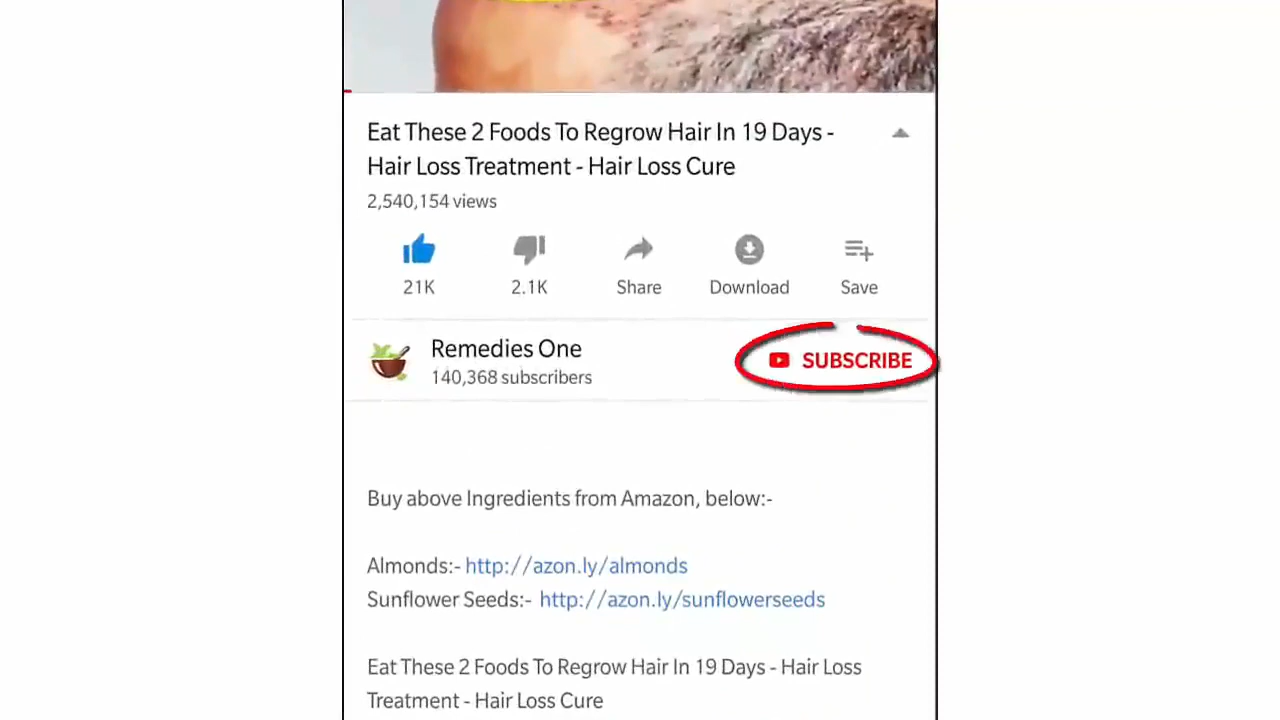 Eat These 2 Foods To Regrow Hair In 19 Days -
Hair Loss Treatment - Hair Loss Cure
2,540,154 views
21K
2.1K
Share
Download
Save
Remedies One
140,368 subscribers
SUBSCRIBE
Buy above Ingredients from Amazon, below:-
Almonds:- http://azon.ly/almonds
Sunflower Seeds:- http://azon.ly/sunflowerseeds
Eat These 2 Foods To Regrow Hair In 19 Days - Hair Loss
Treatment - Hair Loss Cure